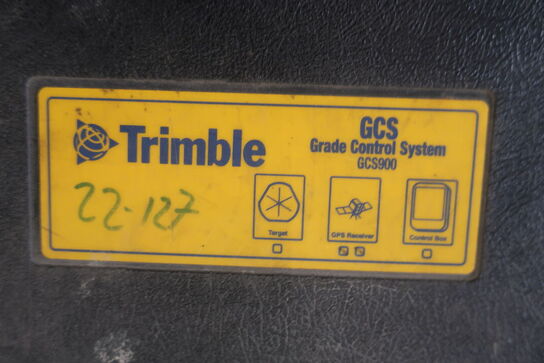 Trimble
GCS
Grade Control System
GCS900
22-127
Target
GPS Receiver
Control Box